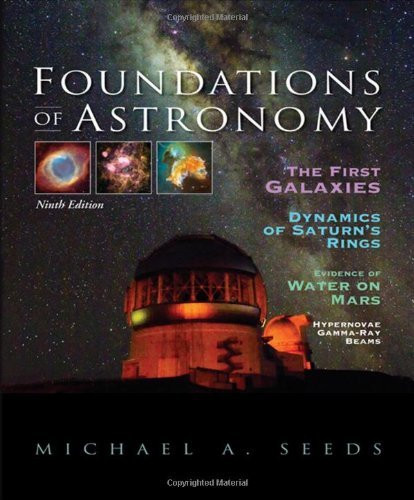 Copyrighted Material
FOUNDATIONS
OF ASTRONOMY
Ninth Edition
THE FIRST
GALAXIES
DYNAMICS
OF SATURN'S
RINGS
EVIDENCE OF
WATER ON
MARS
HYPERNOVAE
GAMMA-RAY
BEAMS
MICHAEL A. SEEDS
Copyrighted Material